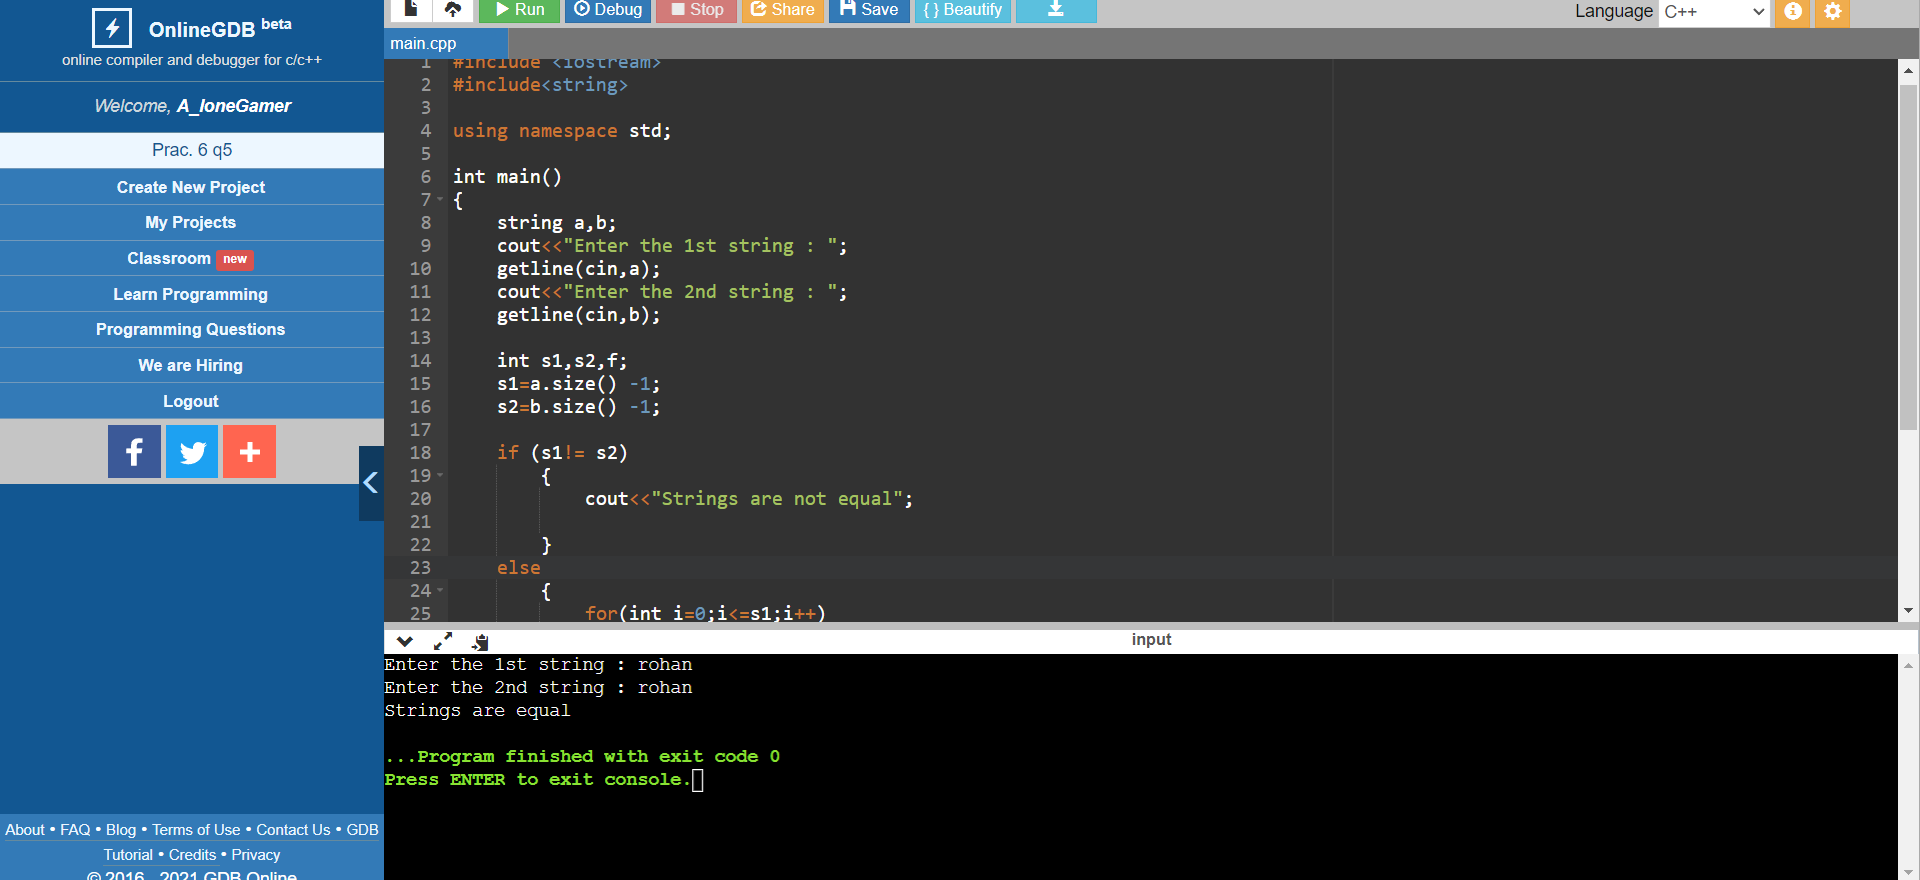 OnlineGDB beta
online compiler and debugger for c/c++
Welcome, A_loneGamer
Prac. 6 q5
Create New Project
My Projects
Classroom new
Learn Programming
Programming Questions
We are Hiring
Logout
About • FAQ • Blog • Terms of Use • Contact Us • GDB
Tutorial • Credits • Privacy
© 2016 - 2021 GDB Online
Run Debug Stop Share Save { } Beautify Language C++
main.cpp
1 #include <iostream>
2 #include<string>
3
4 using namespace std;
5
6 int main()
7 {
8 string a,b;
9 cout<<"Enter the 1st string : ";
10 getline(cin,a);
11 cout<<"Enter the 2nd string : ";
12 getline(cin,b);
13
14 int s1,s2,f;
15 s1=a.size() -1;
16 s2=b.size() -1;
17
18 if (s1!= s2)
19 {
20 cout<<"Strings are not equal";
21
22 }
23 else
24 {
25 for(int i=0;i<=s1;i++)
input
Enter the 1st string : rohan
Enter the 2nd string : rohan
Strings are equal
...Program finished with exit code 0
Press ENTER to exit console.